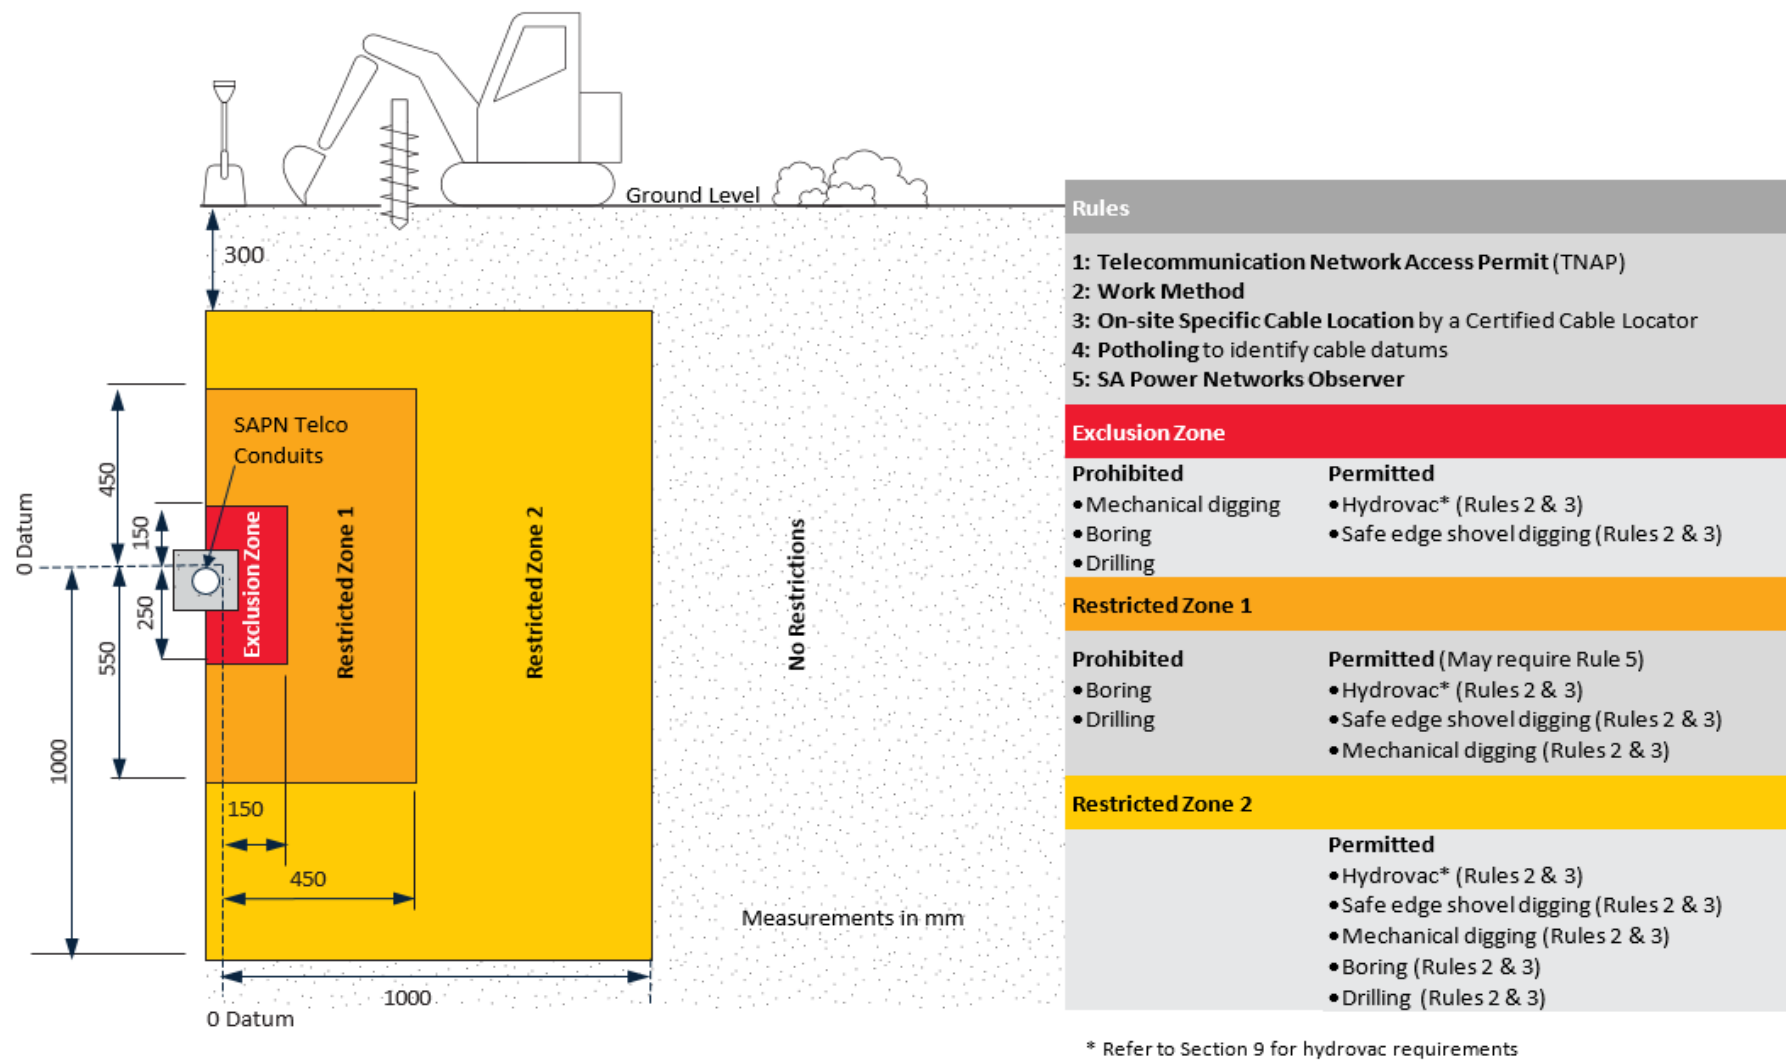 Ground Level
300
SAPN Telco
Conduits
450
150
0 Datum
250
550
1000
Exclusion Zone
Restricted Zone 1
Restricted Zone 2
No Restrictions
150
450
Measurements in mm
1000
0 Datum
Rules
1: Telecommunication Network Access Permit (TNAP)
2: Work Method
3: On-site Specific Cable Location by a Certified Cable Locator
4: Potholing to identify cable datums
5: SA Power Networks Observer
Exclusion Zone
Prohibited
•Mechanical digging
•Boring
•Drilling
Permitted
•Hydrovac* (Rules 2 & 3)
•Safe edge shovel digging (Rules 2 & 3)
Restricted Zone 1
Prohibited
•Boring
•Drilling
Permitted (May require Rule 5)
•Hydrovac* (Rules 2 & 3)
•Safe edge shovel digging (Rules 2 & 3)
•Mechanical digging (Rules 2 & 3)
Restricted Zone 2
Permitted
•Hydrovac* (Rules 2 & 3)
•Safe edge shovel digging (Rules 2 & 3)
•Mechanical digging (Rules 2 & 3)
•Boring (Rules 2 & 3)
•Drilling (Rules 2 & 3)
* Refer to Section 9 for hydrovac requirements